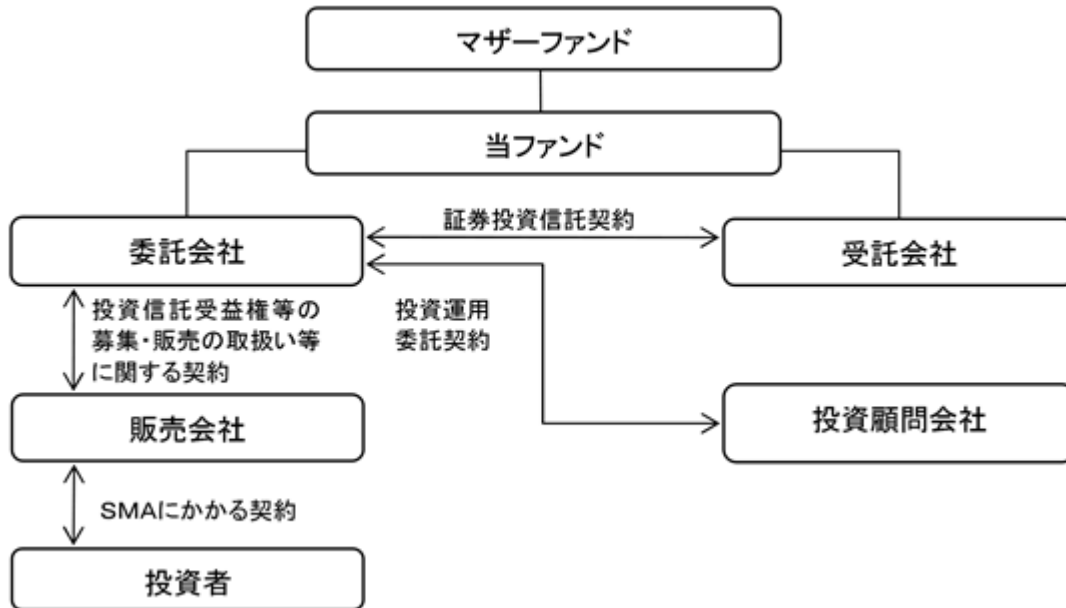 マザーファンド
当ファンド
証券投資信託契約
委託会社
受託会社
投資信託受益権等の
募集・販売の取扱い等
に関する契約
投資運用
委託契約
販売会社
投資顧問会社
SMAにかかる契約
投資者